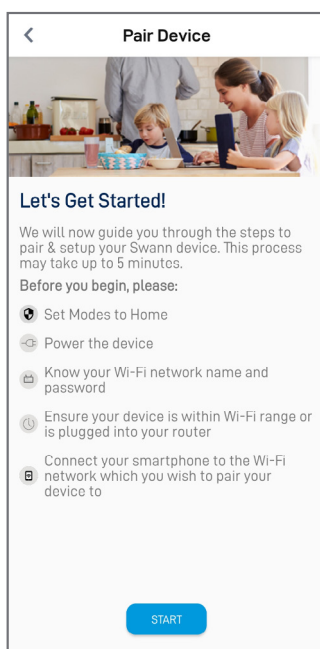 Pair Device
Let's Get Started!
We will now guide you through the steps to
pair & setup your Swann device. This process
may take up to 5 minutes.
Before you begin, please:
Set Modes to Home
Power the device
Know your Wi-Fi network name and
password
Ensure your device is within Wi-Fi range or
is plugged into your router
Connect your smartphone to the Wi-Fi
network which you wish to pair your
device to
START